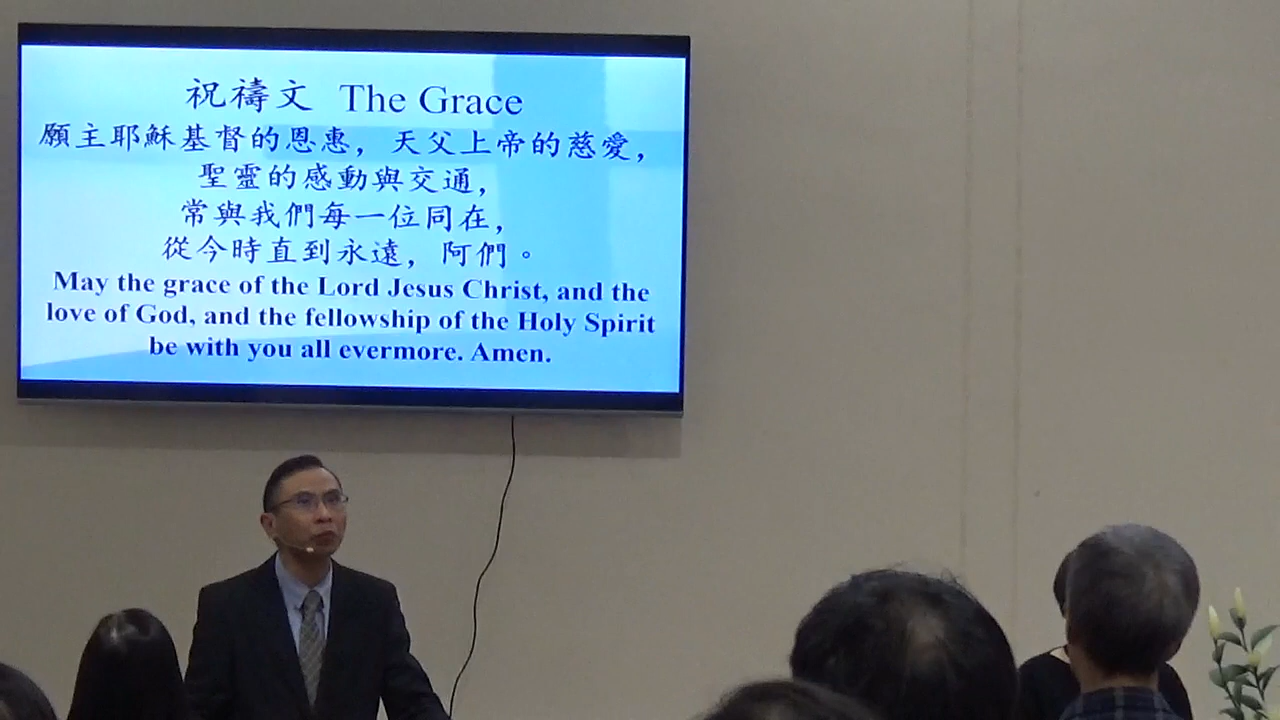 祝禱文 The Grace
願主耶穌基督的恩惠，天父上帝的慈愛，
聖靈的感動與交通，
常與我們每一位同在，
從今時直到永遠，阿們。
May the grace of the Lord Jesus Christ, and the
love of God, and the fellowship of the Holy Spirit
be with you all evermore. Amen.